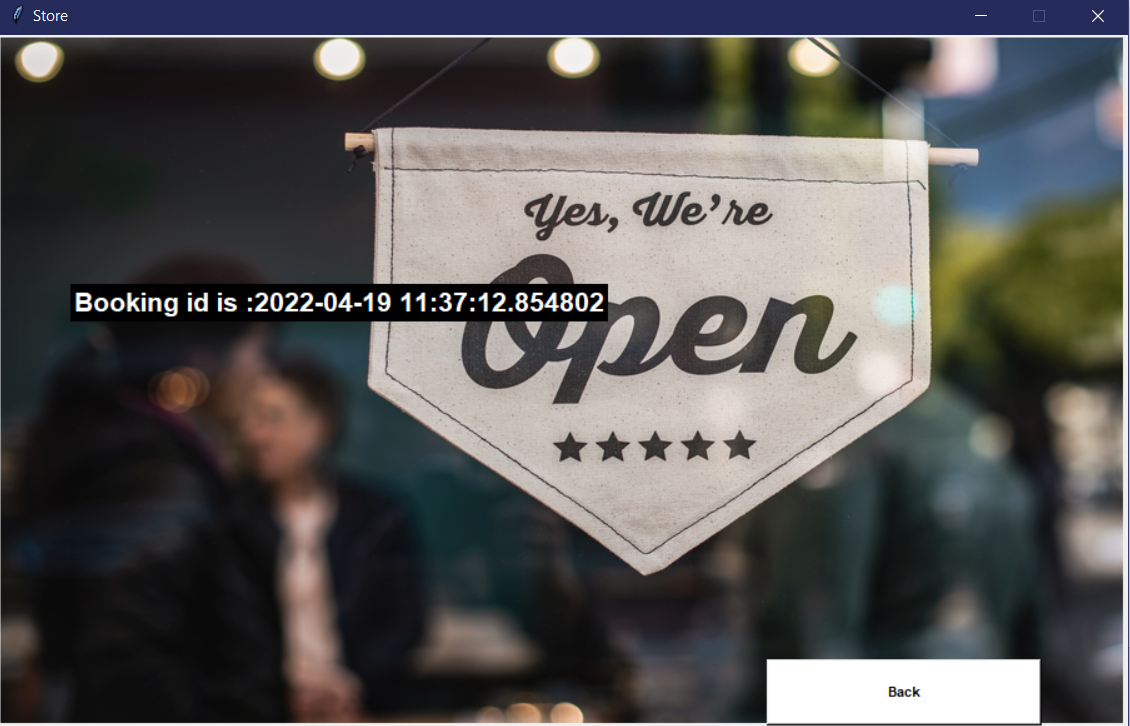 Store
Yes, We're
Booking id is :2022-04-19 11:37:12.854802
Open
Back